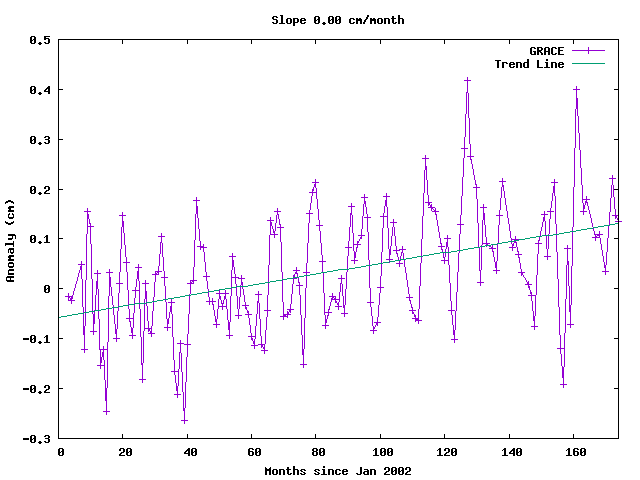 Slope 0.00 cm/month
0.5
GRACE
Trend Line
0.4
0.3
0.2
0.1
0
-0.1
-0.2
-0.3
Anomaly (cm)
0 20 40 60 80 100 120 140 160
Months since Jan 2002